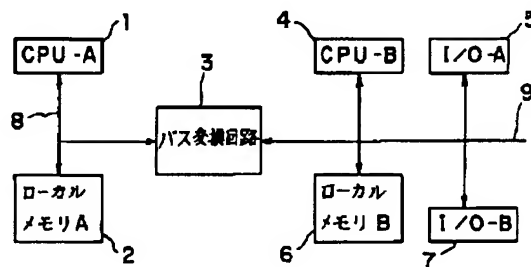 1
CPU-A
8
3
バス変換回路
ローカル
メモリA
2
4
CPU-B
ローカル
メモリB
6
5
I/O-A
9
I/O-B
7